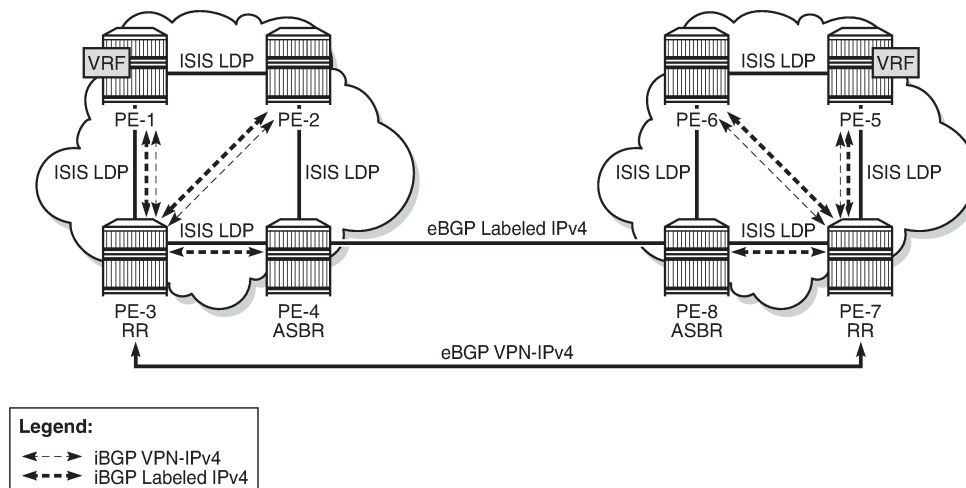 VRF
ISIS LDP
ISIS LDP
VRF
PE-1
PE-2
PE-6
PE-5
ISIS LDP
ISIS LDP
ISIS LDP
ISIS LDP
ISIS LDP
eBGP Labeled IPv4
ISIS LDP
PE-3
RR
PE-4
ASBR
PE-8
ASBR
PE-7
RR
eBGP VPN-IPv4
Legend:
iBGP VPN-IPv4
iBGP Labeled IPv4